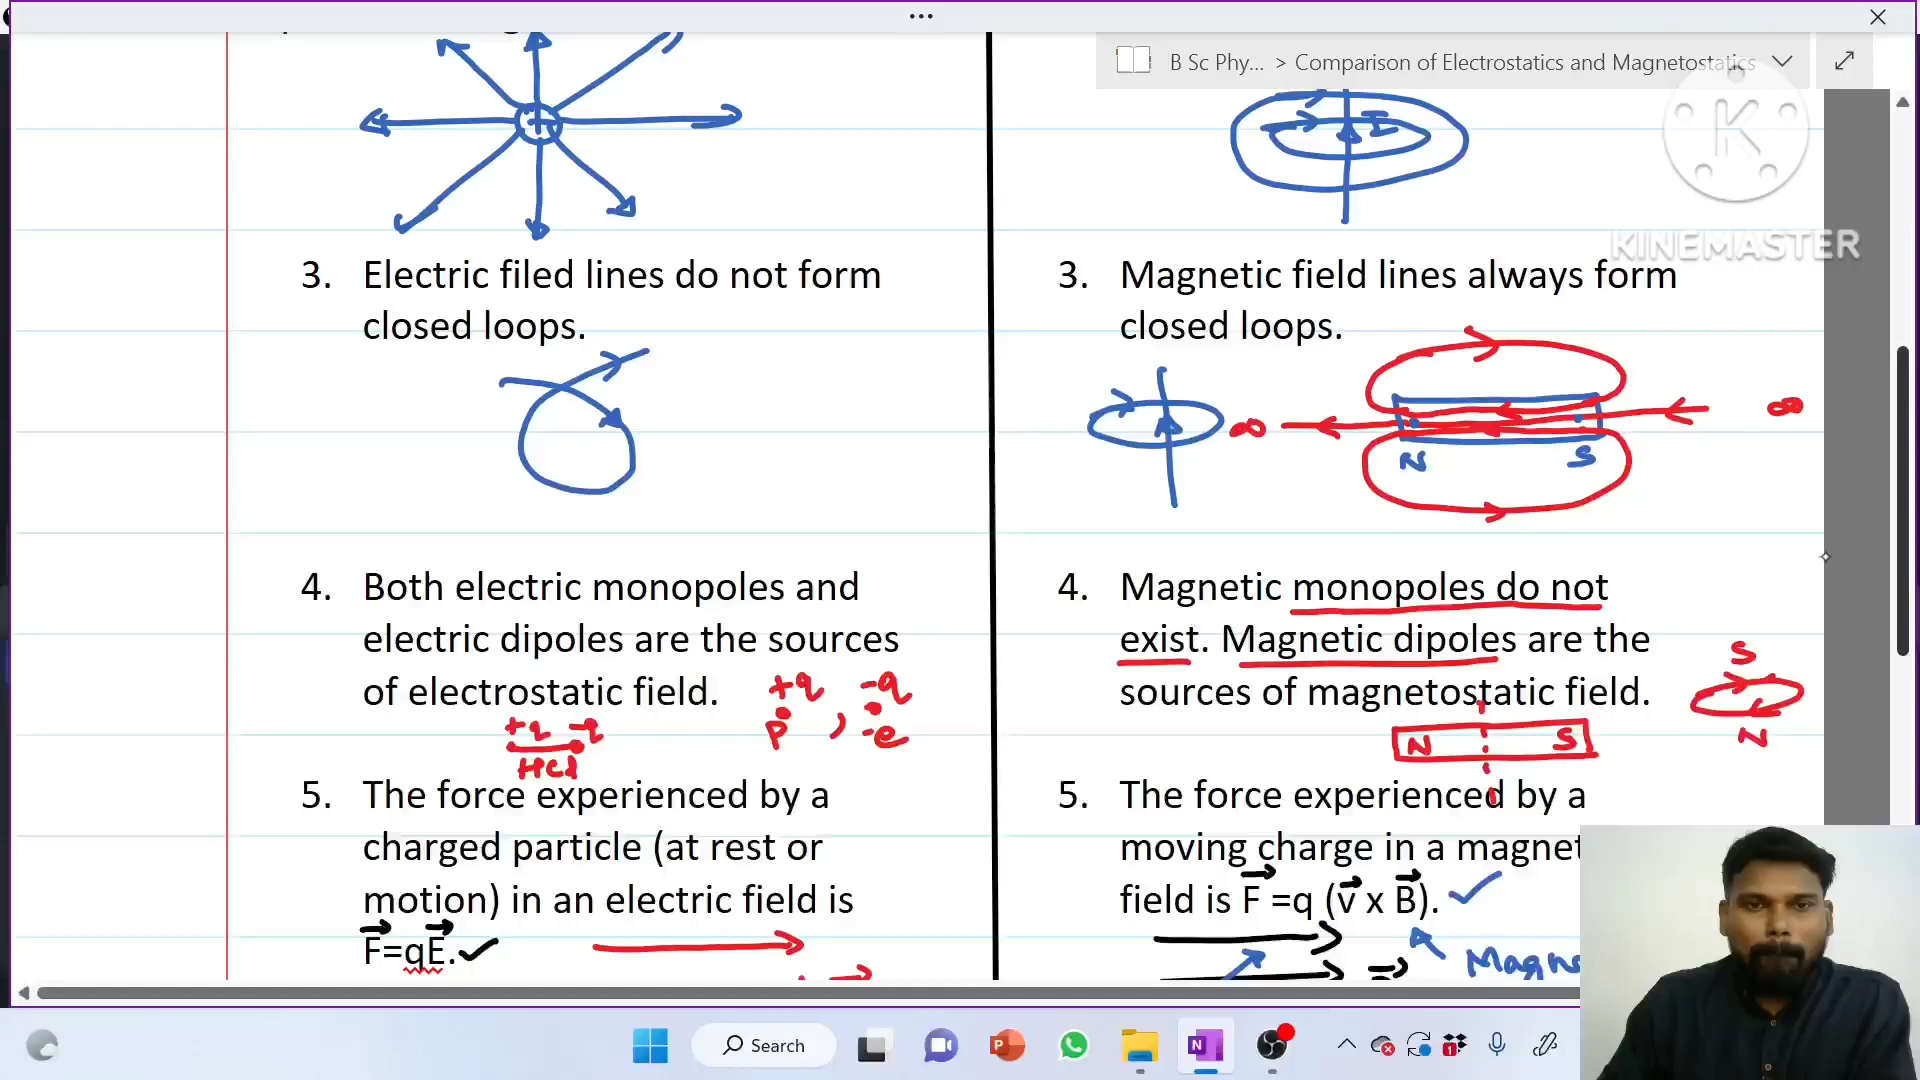 B Sc Phy... > Comparison of Electrostatics and Magnetostatics
I
KINEMASTER
3. Electric filed lines do not form
closed loops.
3. Magnetic field lines always form
closed loops.
∞
∞
N S
4. Both electric monopoles and
electric dipoles are the sources
of electrostatic field.
+q , -q
P -e
+q -q
HCl
4. Magnetic monopoles do not
exist. Magnetic dipoles are the
sources of magnetostatic field.
S
N
N S
5. The force experienced by a
charged particle (at rest or
motion) in an electric field is
F=qE.
5. The force experienced by a
moving charge in a magnet
field is F =q (v x B).
Search